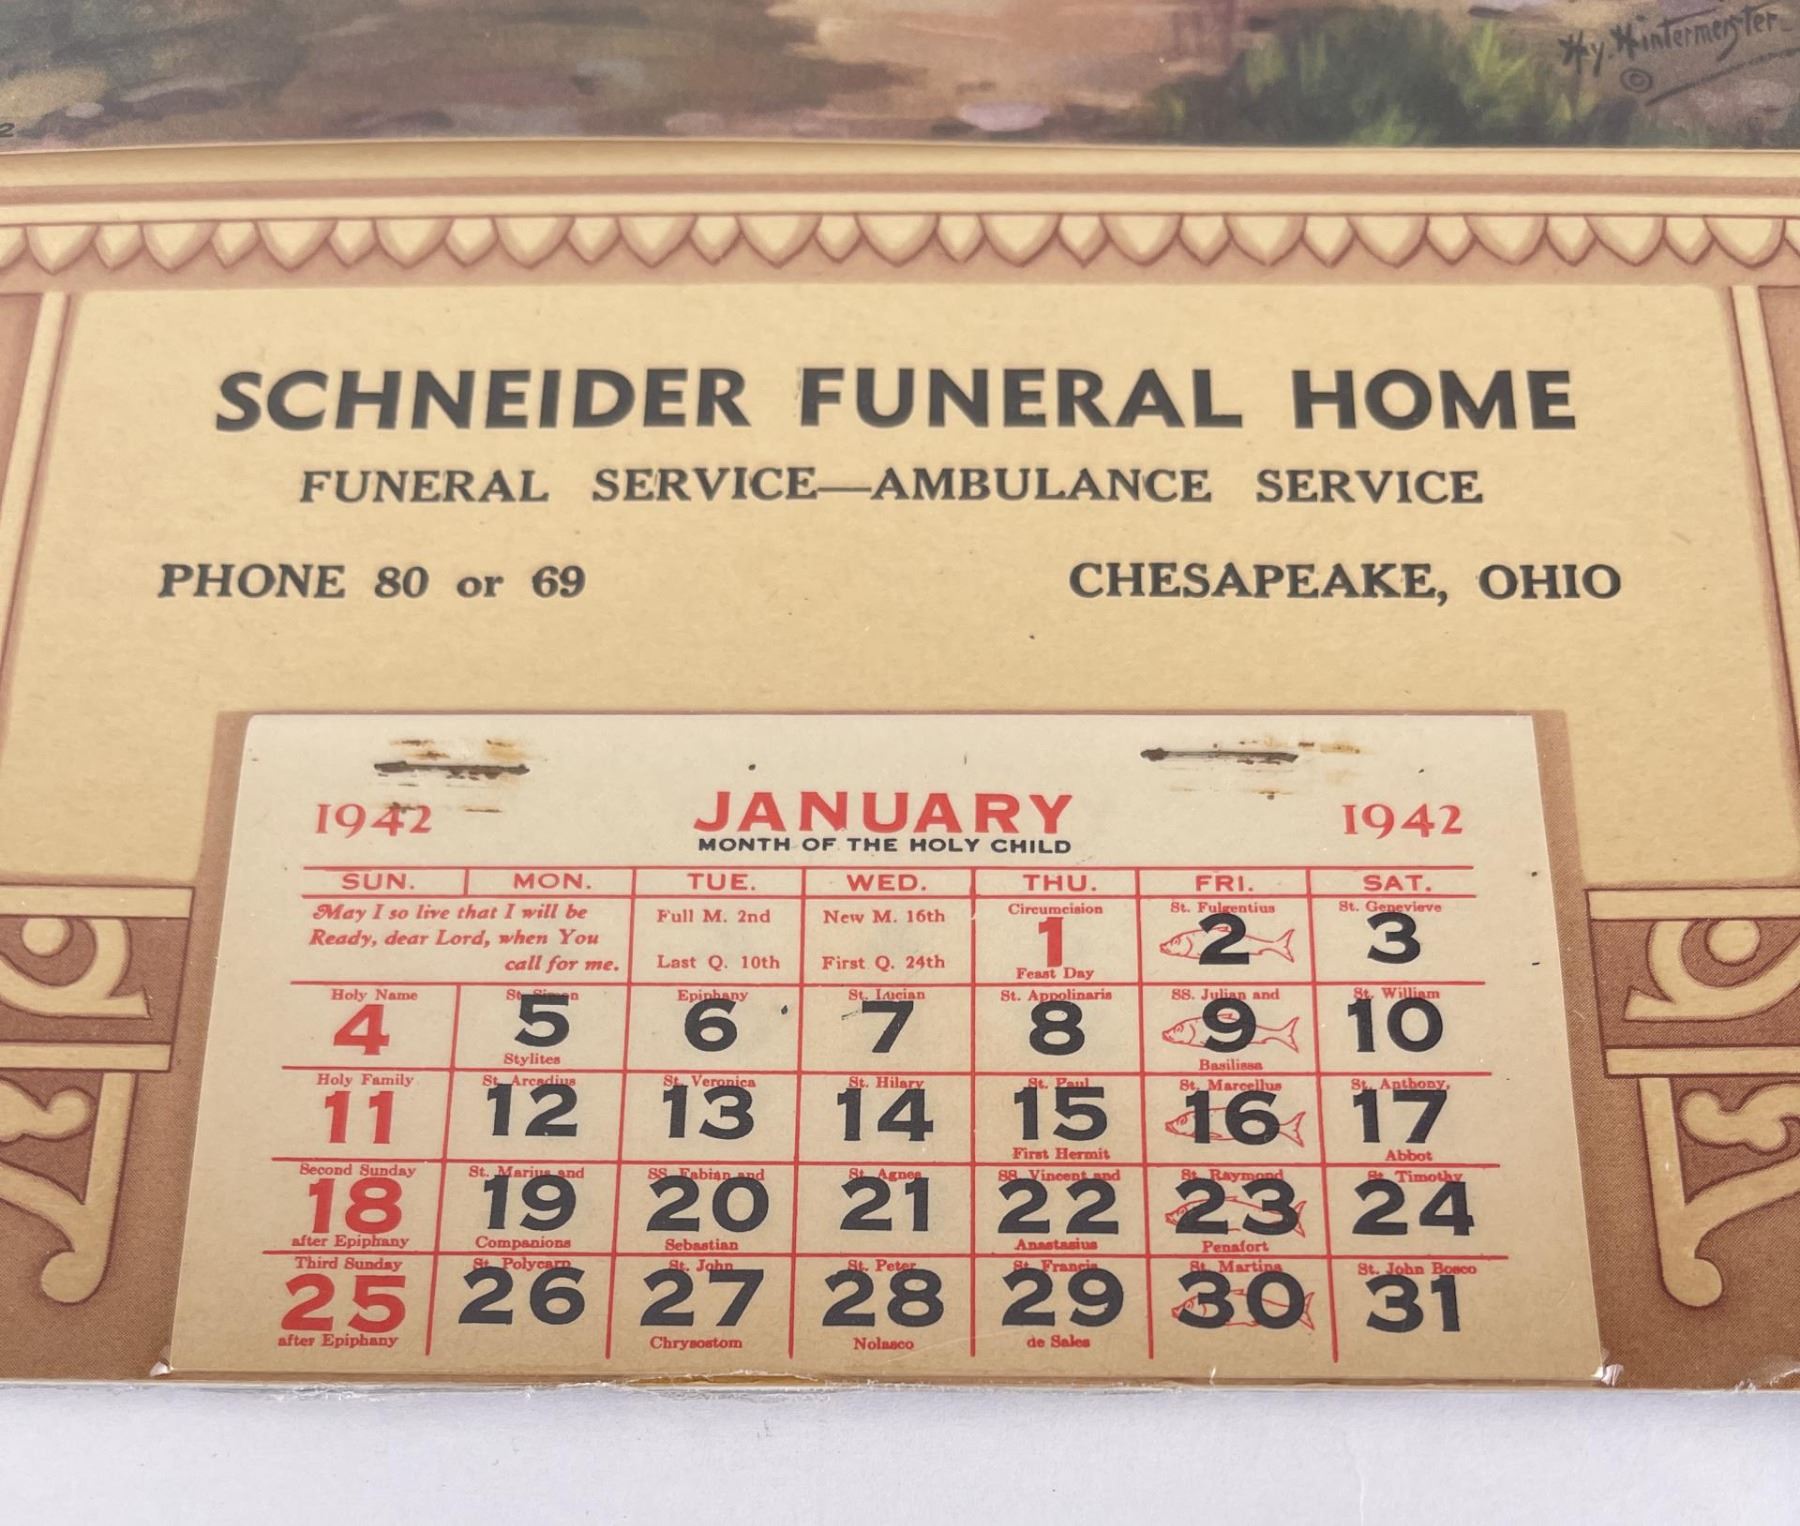 Hy. Hintermeister
©
2
SCHNEIDER FUNERAL HOME
FUNERAL SERVICE—AMBULANCE SERVICE
PHONE 80 or 69 CHESAPEAKE, OHIO
1942 JANUARY 1942
MONTH OF THE HOLY CHILD
SUN. MON. TUE. WED. THU. FRI. SAT.
May I so live that I will be
Ready, dear Lord, when You
call for me.
Full M. 2nd
Last Q. 10th
New M. 16th
First Q. 24th
Circumcision
1
Feast Day
St. Fulgentius
2
St. Genevieve
3
Holy Name
4
St. Simon
5
Stylites
Epiphany
6
St. Lucian
7
St. Appolinaris
8
SS. Julian and
9
Basilissa
St. William
10
Holy Family
11
St. Arcadius
12
St. Veronica
13
St. Hilary
14
St. Paul
15
First Hermit
St. Marcellus
16
St. Anthony,
17
Abbot
Second Sunday
18
after Epiphany
St. Marius and
19
Companions
SS. Fabian and
20
Sebastian
St. Agnes
21
SS. Vincent and
22
Anastasius
St. Raymond
23
Penafort
St. Timothy
24
Third Sunday
25
after Epiphany
St. Polycarp
26
St. John
27
Chrysostom
St. Peter
28
Nolasco
St. Francis
29
de Sales
St. Martina
30
St. John Bosco
31